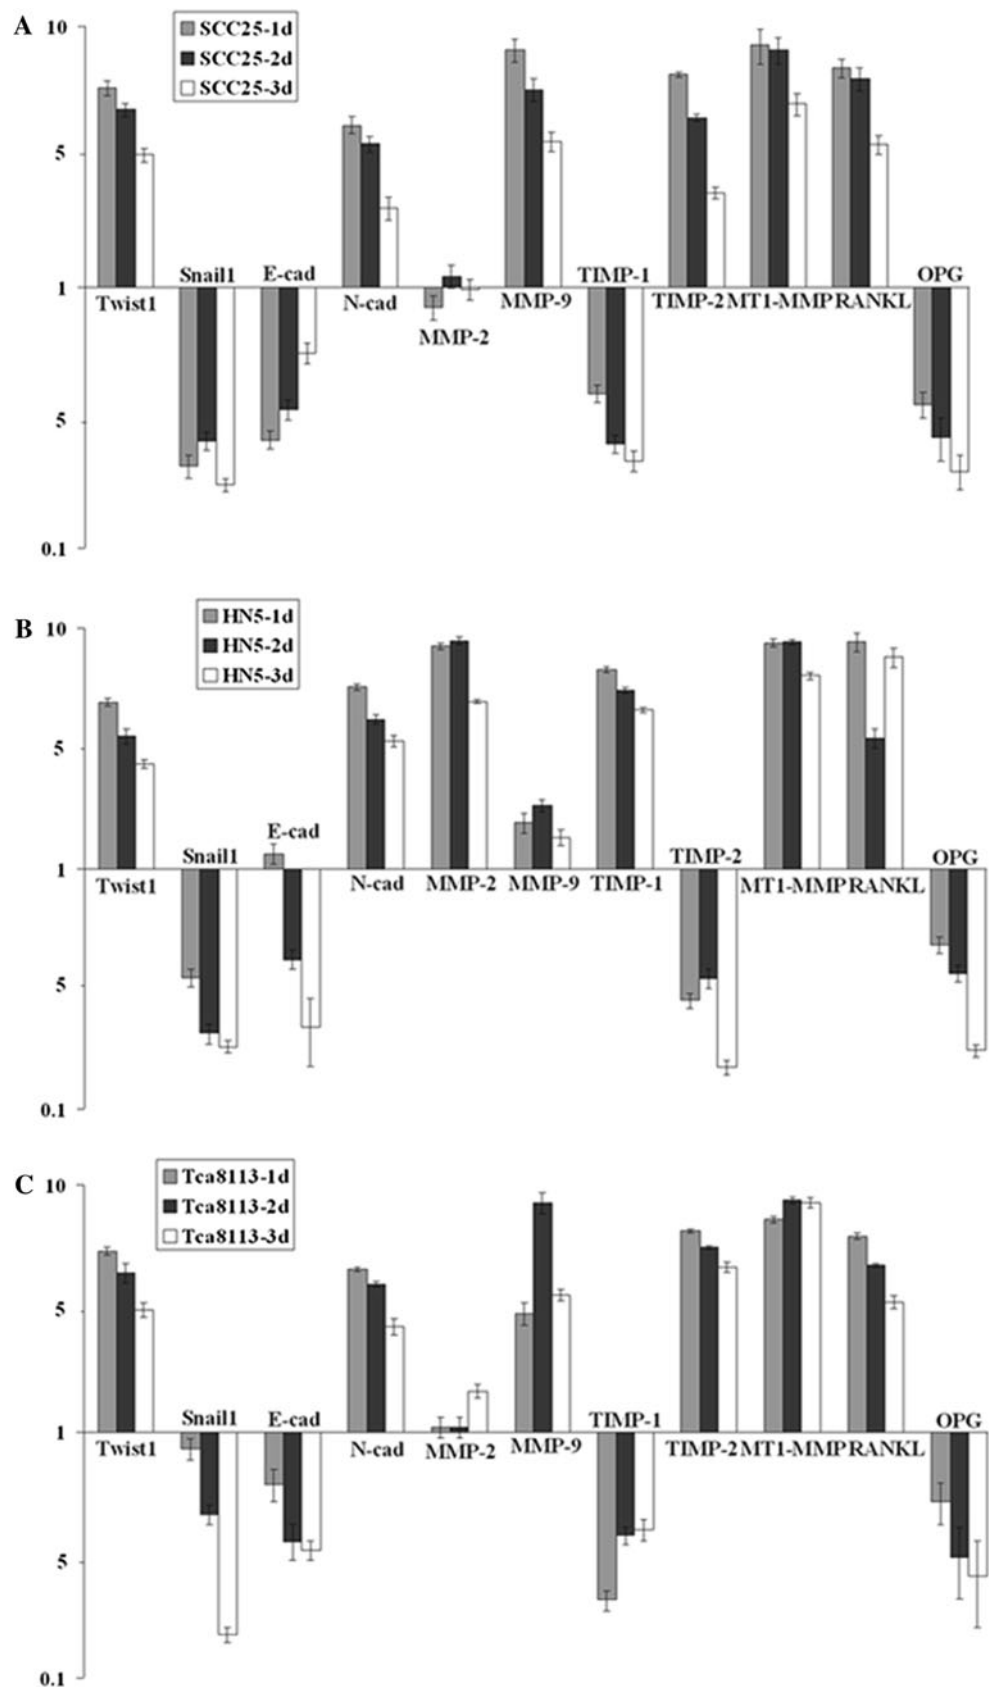 A
10
SCC25-1d
SCC25-2d
SCC25-3d
5
Snail1 E-cad TIMP-1 OPG
1
Twist1 N-cad MMP-9 TIMP-2 MT1-MMP RANKL
MMP-2
5
0.1
B
10
HN5-1d
HN5-2d
HN5-3d
5
E-cad
Snail1 TIMP-2 OPG
1
Twist1 N-cad MMP-2 MMP-9 TIMP-1 MT1-MMP RANKL
5
0.1
C
10
Tca8113-1d
Tca8113-2d
Tca8113-3d
5
Snail1 E-cad TIMP-1 OPG
1
Twist1 N-cad MMP-2 MMP-9 TIMP-2 MT1-MMP RANKL
5
0.1